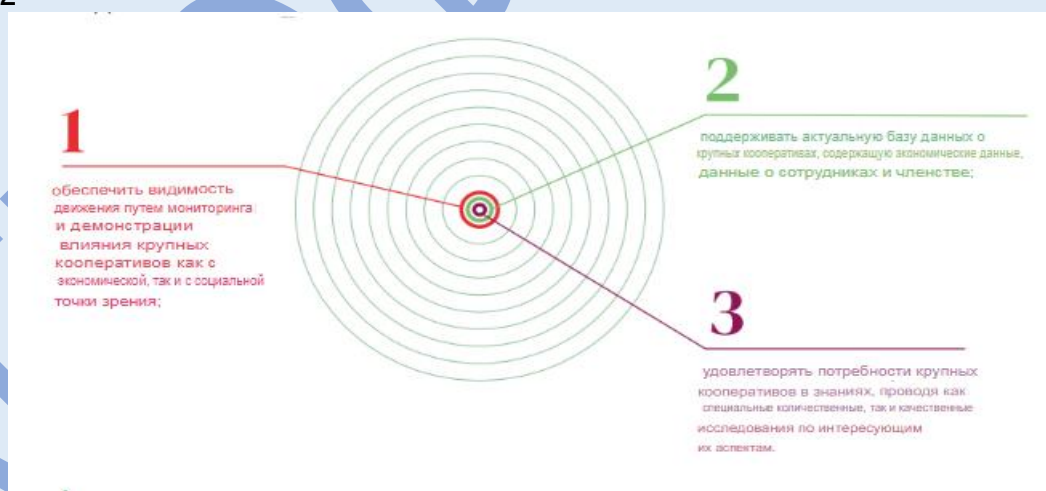 1
обеспечить видимость
движения путем мониторинга
и демонстрации
влияния крупных
кооперативов как с
экономической, так и с социальной
точки зрения;
2
поддерживать актуальную базу данных о
крупных кооперативах, содержащую экономические данные,
данные о сотрудниках и членстве;
3
удовлетворять потребности крупных
кооперативов в знаниях, проводя как
специальные количественные, так и качественные
исследования по интересующим
их аспектам.